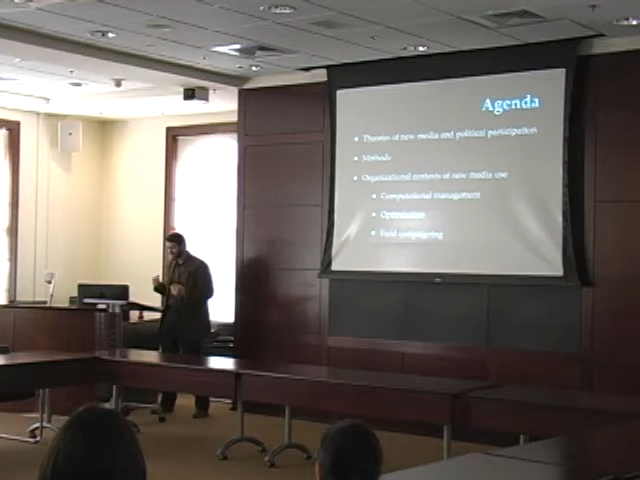 Agenda
Theories of new media and political participation
Methods
Organizational contexts of new media use
Computational management
Optimization
Field campaigning